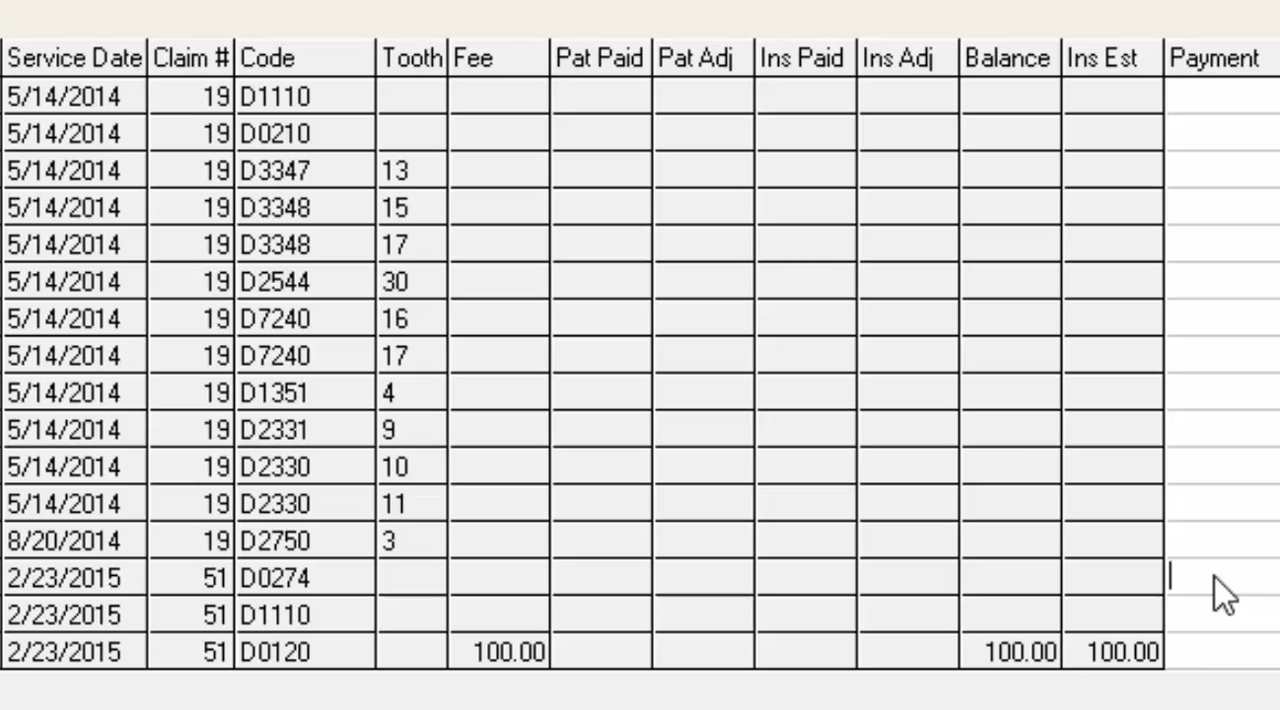 Service Date Claim # Code Tooth Fee Pat Paid Pat Adj Ins Paid Ins Adj Balance Ins Est Payment
5/14/2014 19 D1110
5/14/2014 19 D0210
5/14/2014 19 D3347 13
5/14/2014 19 D3348 15
5/14/2014 19 D3348 17
5/14/2014 19 D2544 30
5/14/2014 19 D7240 16
5/14/2014 19 D7240 17
5/14/2014 19 D1351 4
5/14/2014 19 D2331 9
5/14/2014 19 D2330 10
5/14/2014 19 D2330 11
8/20/2014 19 D2750 3
2/23/2015 51 D0274
2/23/2015 51 D1110
2/23/2015 51 D0120 100.00 100.00 100.00